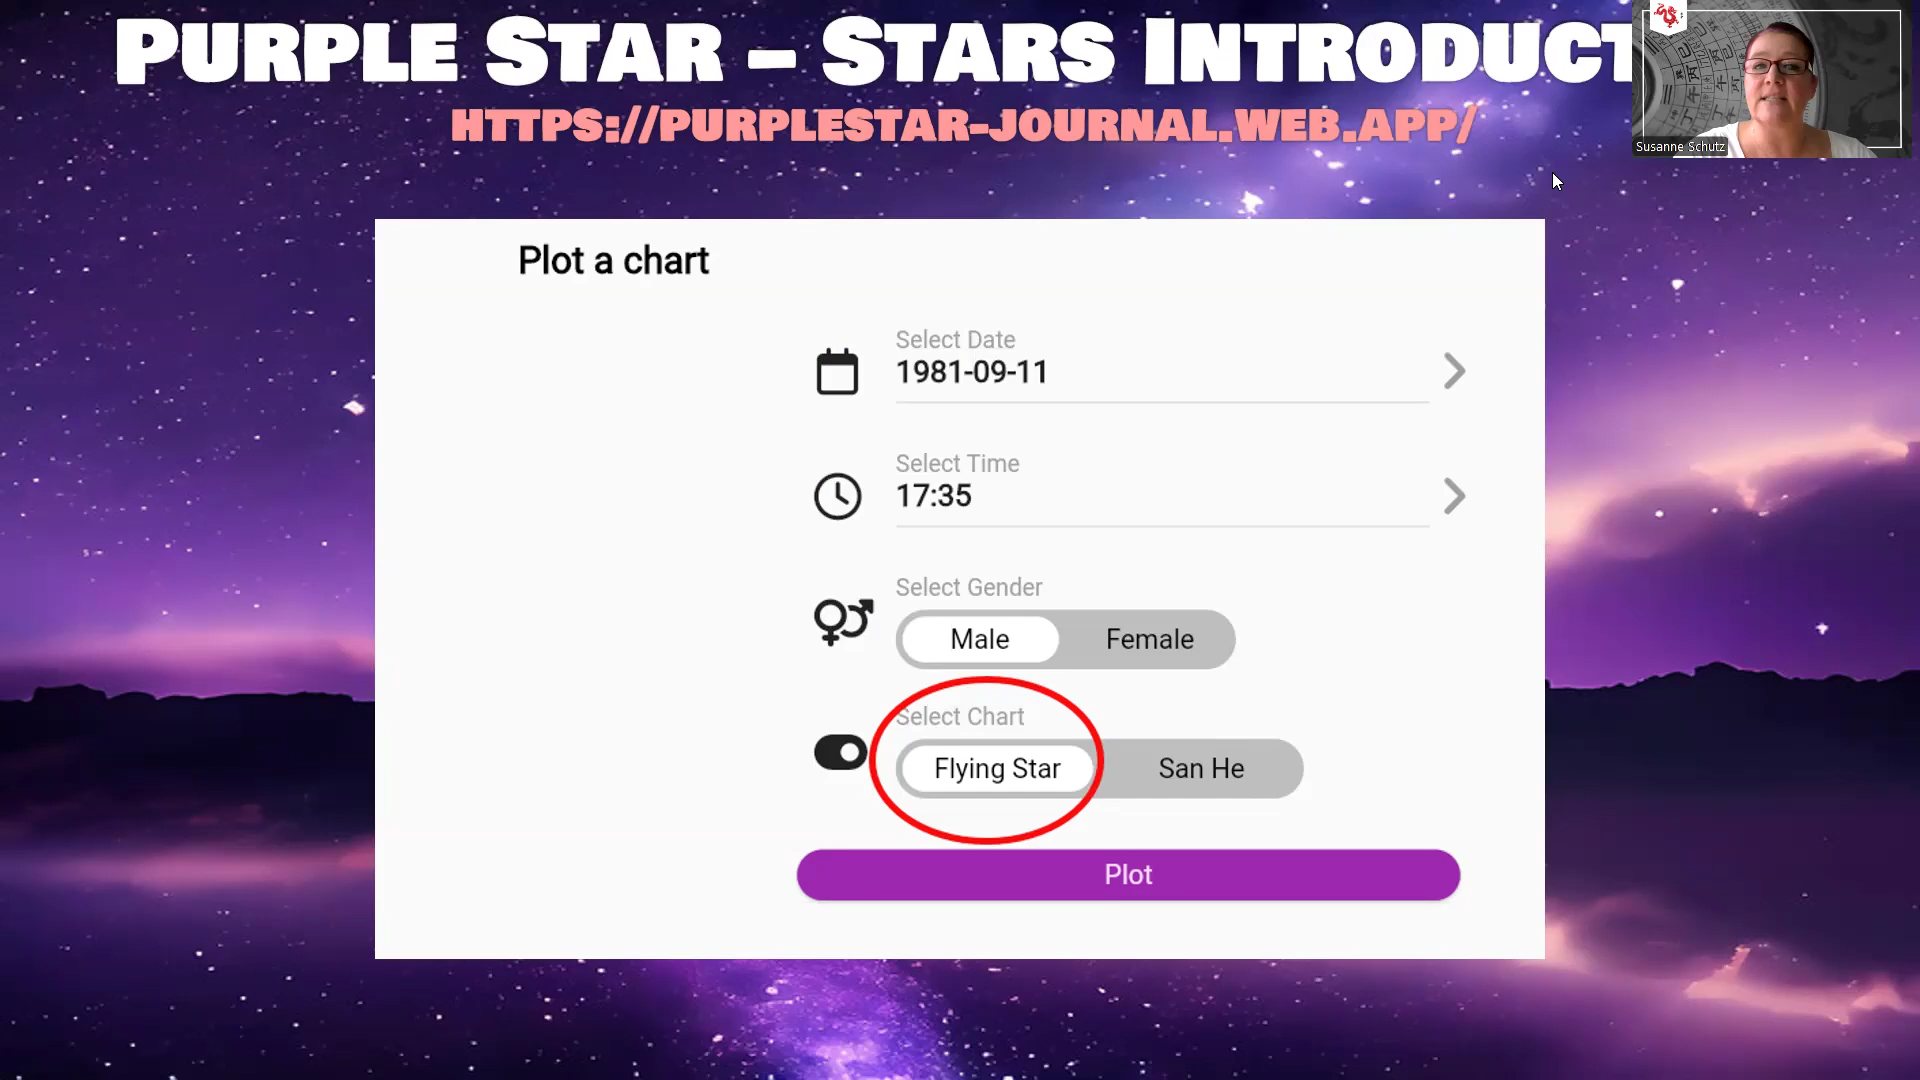 PURPLE STAR – STARS INTRODUCT
HTTPS://PURPLESTAR-JOURNAL.WEB.APP/
Susanne Schutz
Plot a chart
Select Date
1981-09-11
Select Time
17:35
Select Gender
Male Female
Select Chart
Flying Star San He
Plot